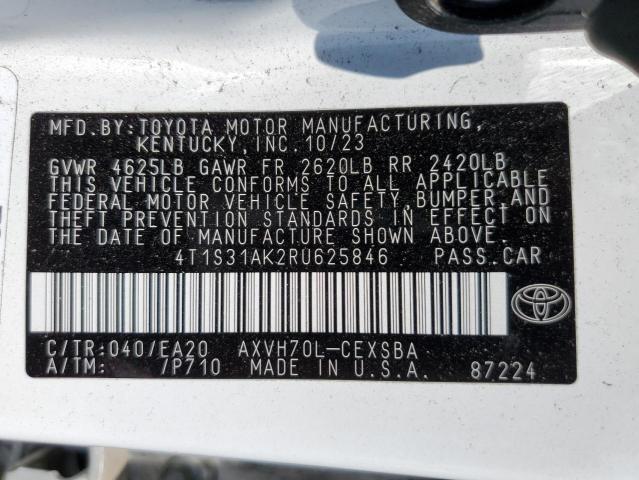 MFD.BY:TOYOTA MOTOR MANUFACTURING,
KENTUCKY, INC. 10/23
GVWR 4625LB GAWR FR 2620LB RR 2420LB
THIS VEHICLE CONFORMS TO ALL APPLICABLE
FEDERAL MOTOR VEHICLE SAFETY, BUMPER, AND
THEFT PREVENTION STANDARDS IN EFFECT ON
THE DATE OF MANUFACTURE SHOWN ABOVE.
4T1S31AK2RU625846 PASS.CAR
C/TR:040/EA20 AXVH70L-CEXSBA
A/TM: /P710 MADE IN U.S.A. 87224